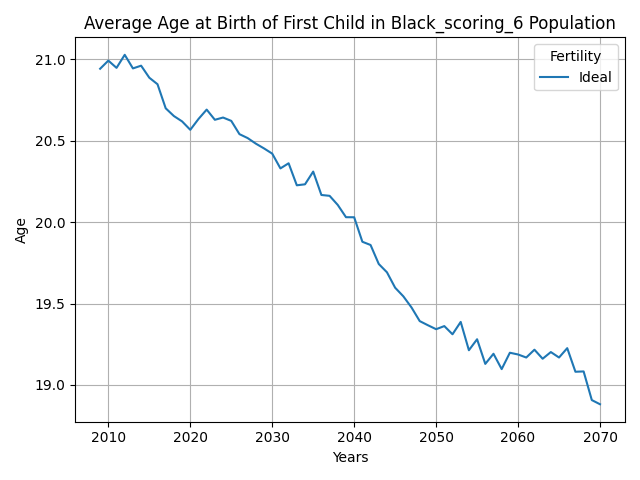 Average Age at Birth of First Child in Black_scoring_6 Population
Fertility
Ideal
21.0
20.5
20.0
19.5
19.0
Age
2010 2020 2030 2040 2050 2060 2070
Years